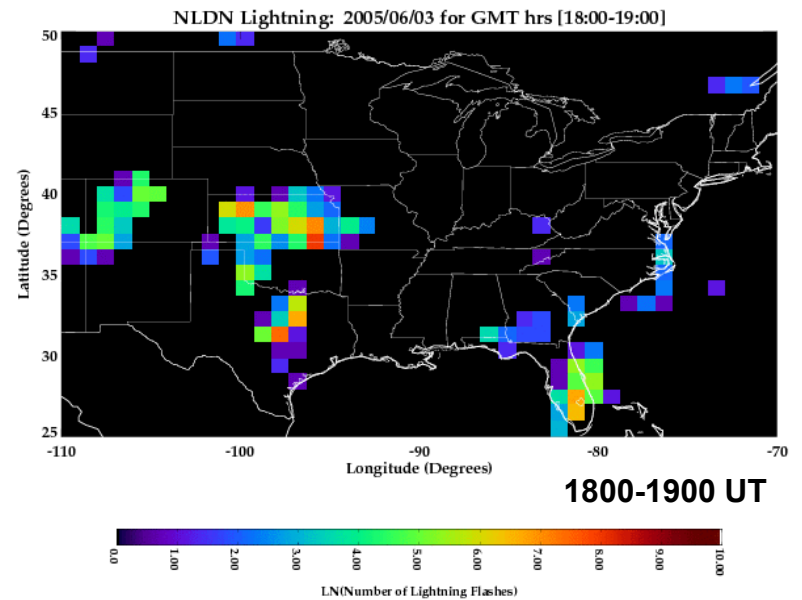 NLDN Lightning: 2005/06/03 for GMT hrs [18:00-19:00]
50
45
40
35
30
25
Latitude (Degrees)
-110 -100 -90 -80 -70
Longitude (Degrees)
1800-1900 UT
0.0 1.00 2.00 3.00 4.00 5.00 6.00 7.00 8.00 9.00 10.00
LN(Number of Lightning Flashes)